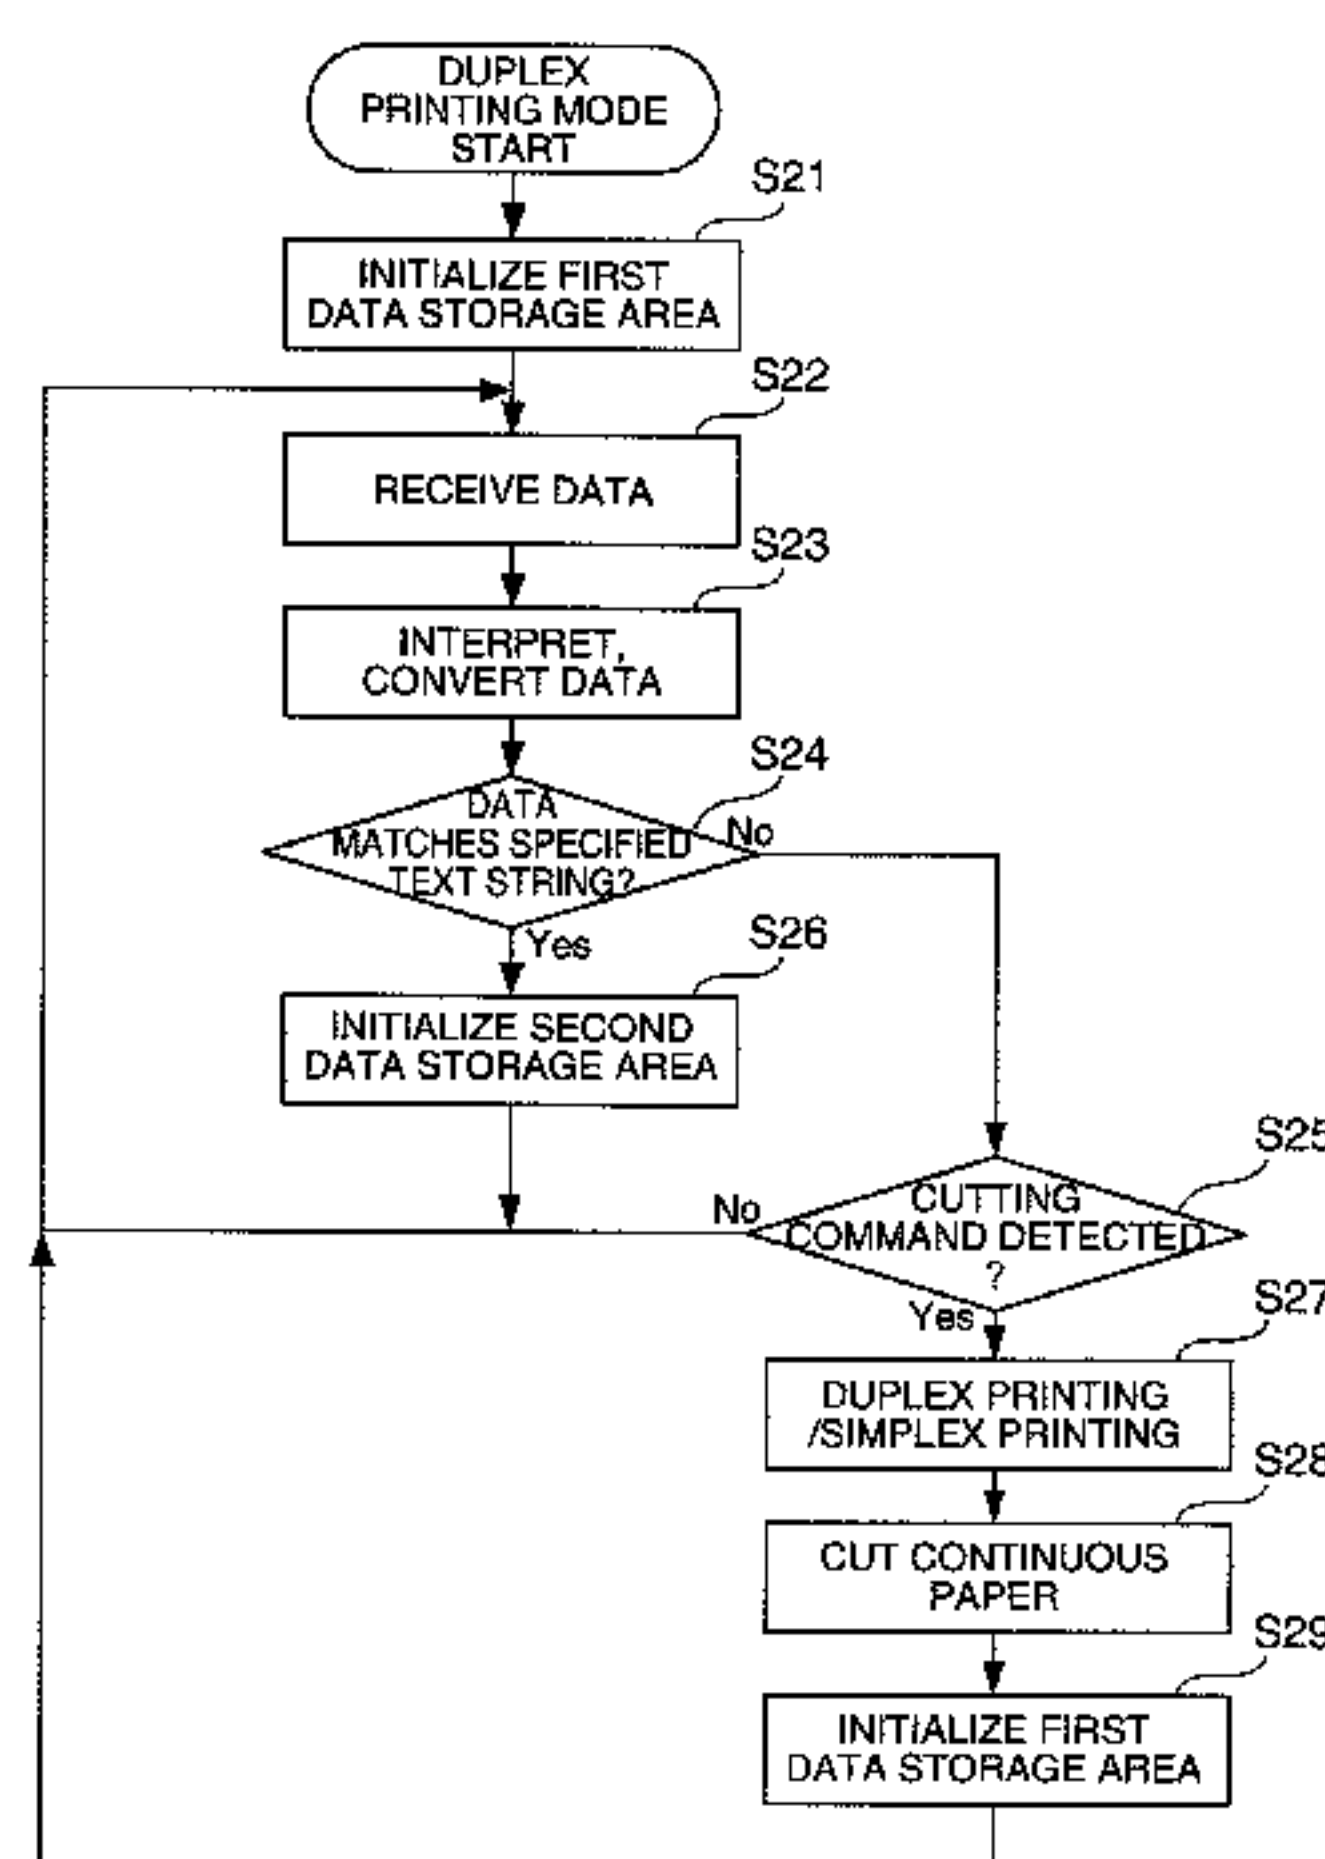 DUPLEX
PRINTING MODE
START
S21
INITIALIZE FIRST
DATA STORAGE AREA
S22
RECEIVE DATA
S23
INTERPRET,
CONVERT DATA
S24
DATA
MATCHES SPECIFIED
TEXT STRING?
No
Yes
S26
INITIALIZE SECOND
DATA STORAGE AREA
S25
CUTTING
COMMAND DETECTED
?
No
Yes
S27
DUPLEX PRINTING
/SIMPLEX PRINTING
S28
CUT CONTINUOUS
PAPER
S29
INITIALIZE FIRST
DATA STORAGE AREA